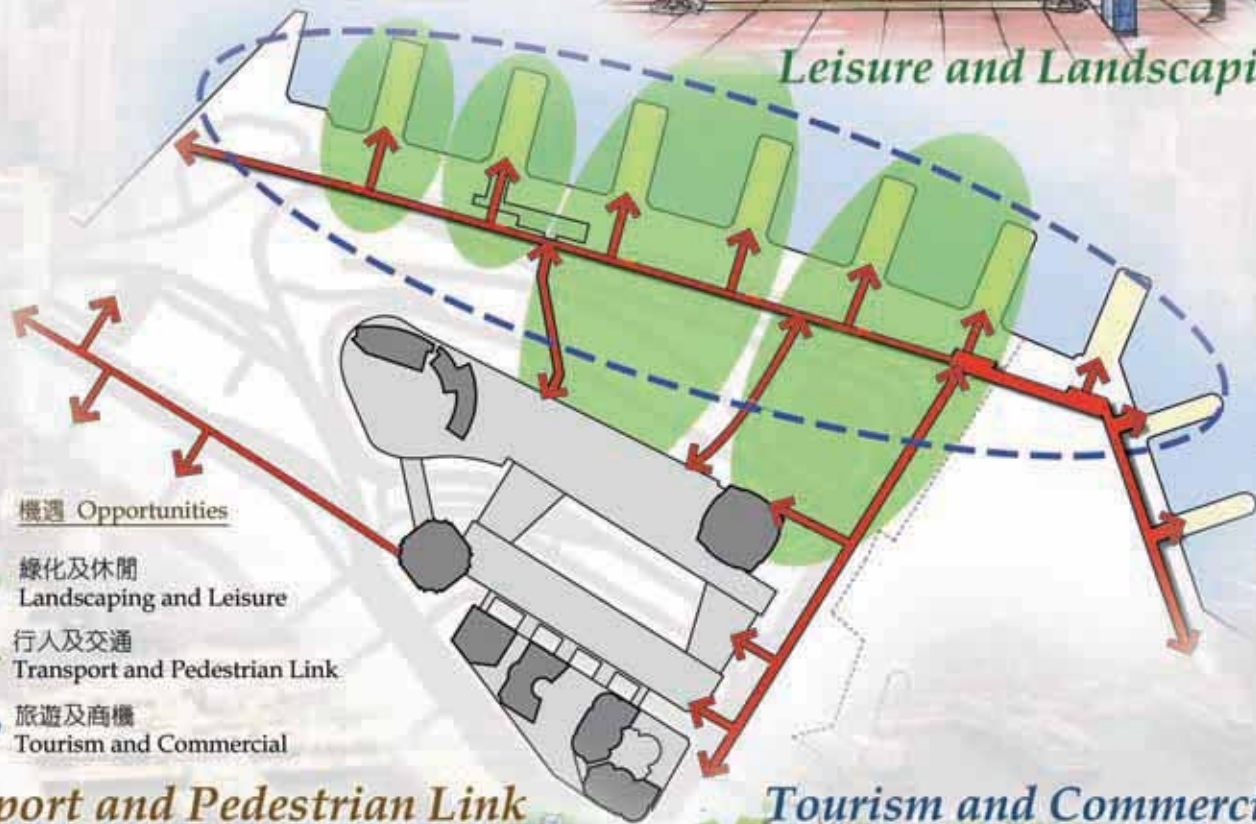 Leisure and Landscapi
機遇 Opportunities
綠化及休閒
Landscaping and Leisure
行人及交通
Transport and Pedestrian Link
旅遊及商機
Tourism and Commercial
port and Pedestrian Link
Tourism and Commerci